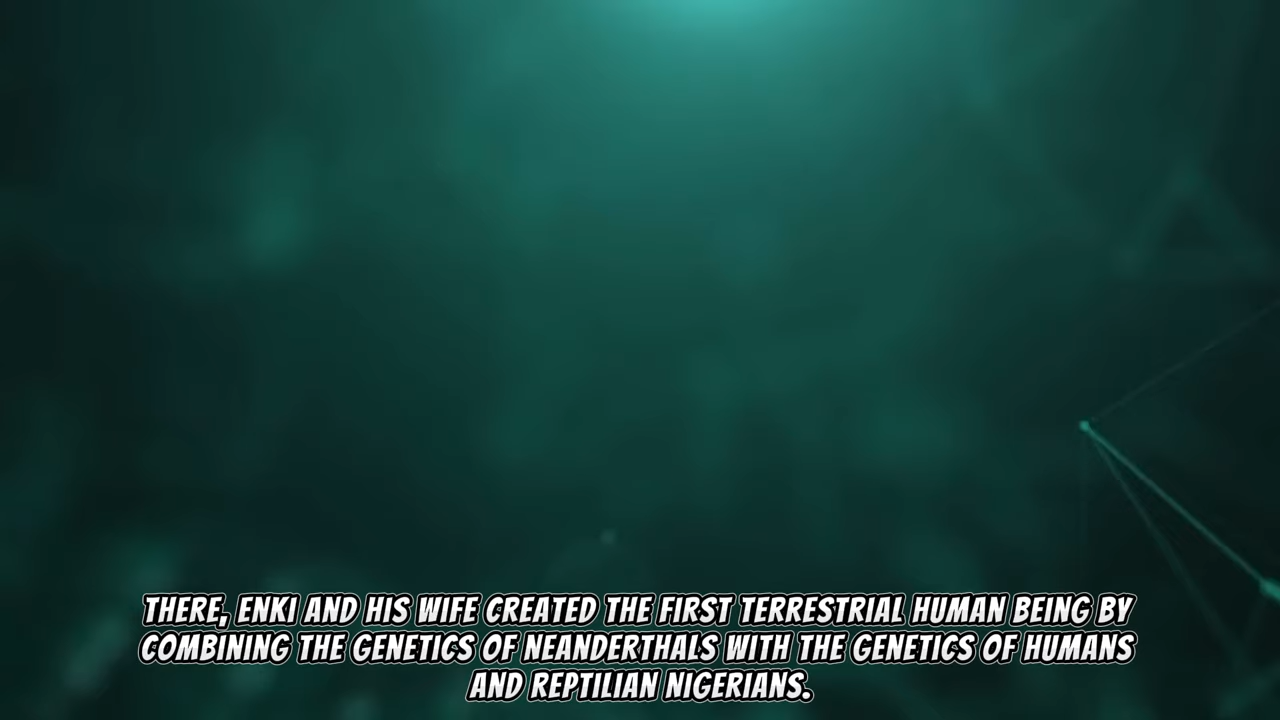 THERE, ENKI AND HIS WIFE CREATED THE FIRST TERRESTRIAL HUMAN BEING BY
COMBINING THE GENETICS OF NEANDERTHALS WITH THE GENETICS OF HUMANS
AND REPTILIAN NIGERIANS.